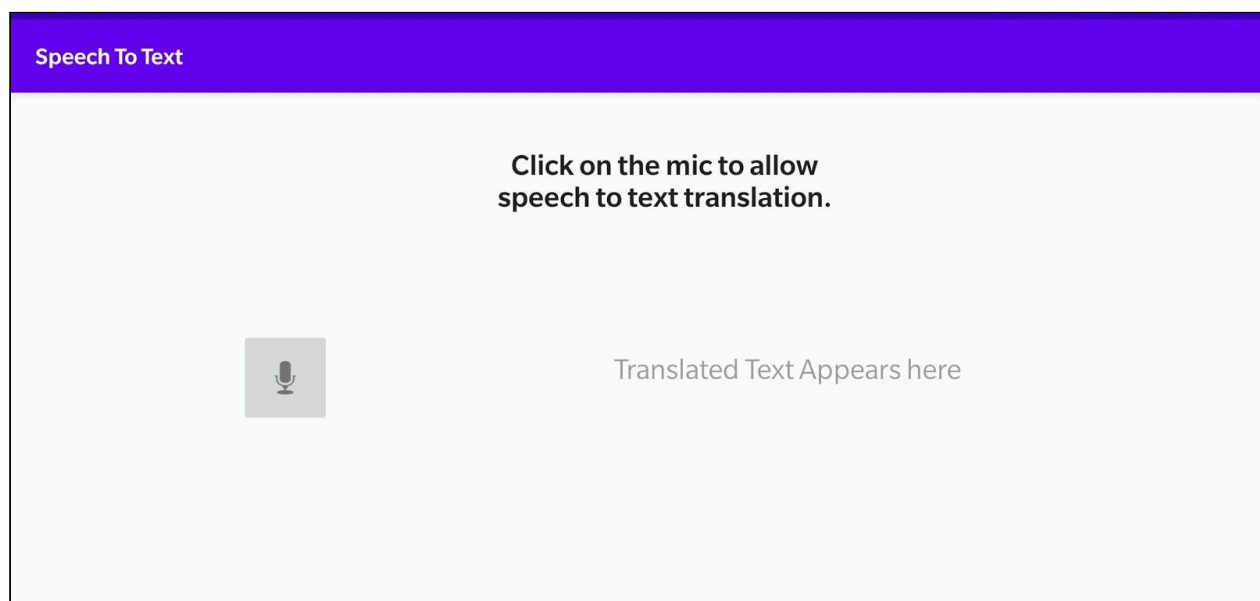 Speech To Text
Click on the mic to allow
speech to text translation.
Translated Text Appears here